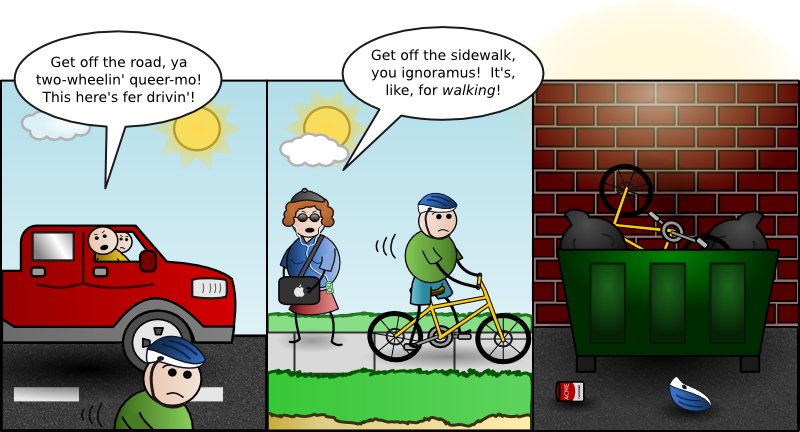 Get off the road, ya
two-wheelin' queer-mo!
This here's fer drivin'!
Get off the sidewalk,
you ignoramus!  It's,
like, for walking!
ACME